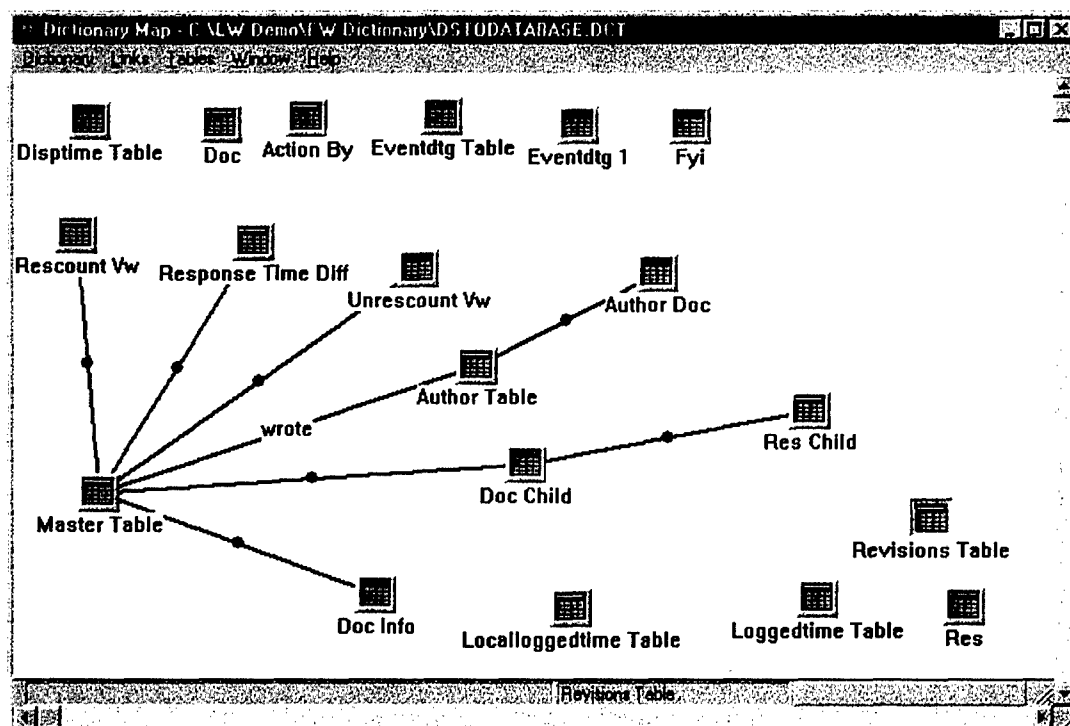 Dictionary Map - C:\LW Demo\LW Dictionary\DSTODATABASE.DCT
Dictionary Links Tables Window Help
Disptime Table
Doc
Action By
Eventdtg Table
Eventdtg 1
Fyi
Rescount Vw
Response Time Diff
Unrescount Vw
Author Doc
Author Table
wrote
Res Child
Doc Child
Master Table
Revisions Table
Doc Info
Localloggedtime Table
Loggedtime Table
Res
Revisions Table